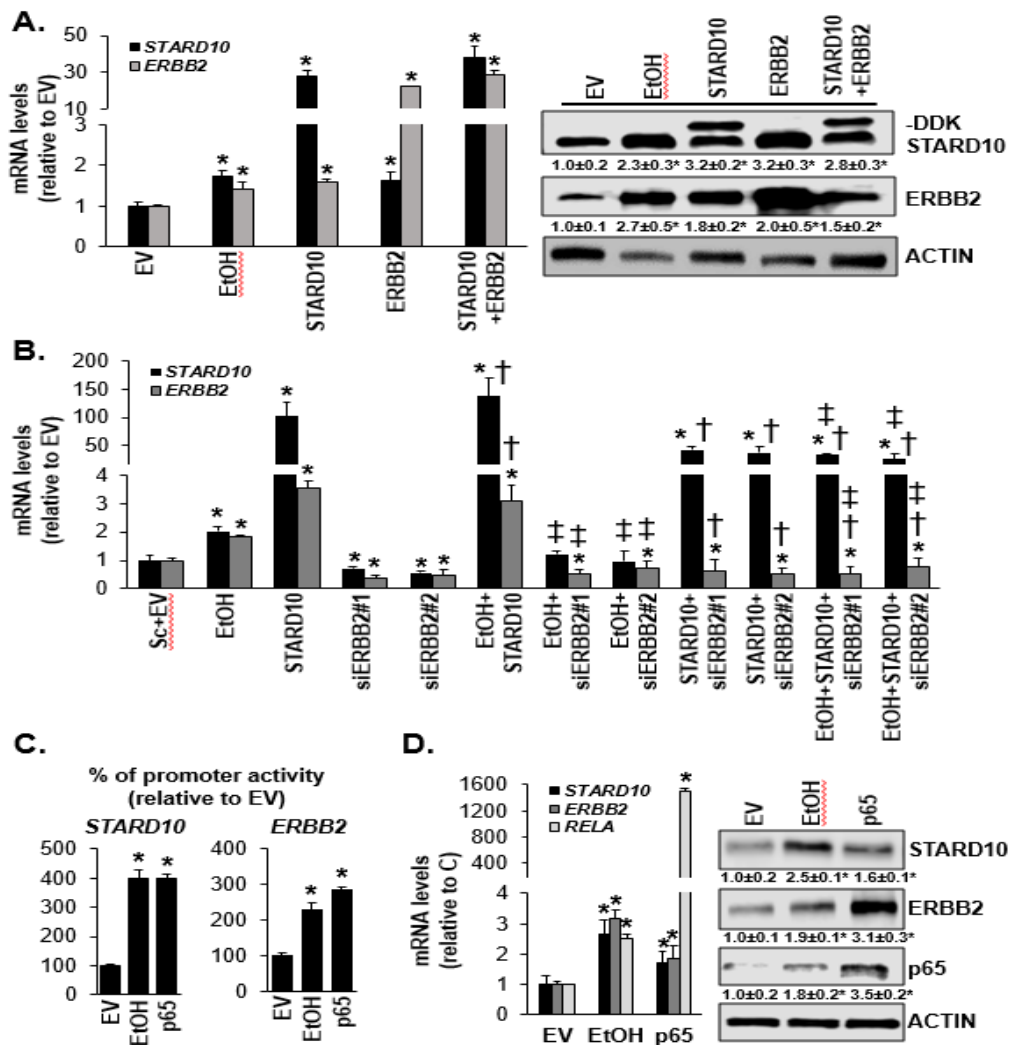 A.
mRNA levels
(relative to EV)
50
30
10
3
2
1
0
STARD10
ERBB2
*
*
*
*
*
*
*
*
EV
EtOH
STARD10
ERBB2
STARD10
+ERBB2
EV
EtOH
STARD10
ERBB2
STARD10
+ERBB2
-DDK
STARD10
1.0±0.2 2.3±0.3* 3.2±0.2* 3.2±0.3* 2.8±0.3*
ERBB2
1.0±0.1 2.7±0.5* 1.8±0.2* 2.0±0.5* 1.5±0.2*
ACTIN
B.
mRNA levels
(relative to EV)
200
150
100
50
4
3
2
1
0
STARD10
ERBB2
* *
*
*
* *
* *
* †
†
*
‡ ‡
*
‡ ‡
*
* †
†
*
* †
†
*
‡
* †
‡
†
*
‡
* †
‡
†
*
Sc+EV
EtOH
STARD10
siERBB2#1
siERBB2#2
EtOH+
STARD10
EtOH+
siERBB2#1
EtOH+
siERBB2#2
STARD10+
siERBB2#1
STARD10+
siERBB2#2
EtOH+STARD10+
siERBB2#1
EtOH+STARD10+
siERBB2#2
C.
% of promoter activity
(relative to EV)
STARD10
500
400
300
200
100
0
* *
EV
EtOH
p65
ERBB2
400
300
200
100
0
* *
EV
EtOH
p65
D.
mRNA levels
(relative to C)
1600
1200
800
400
4
3
2
1
0
STARD10
ERBB2
RELA
* * *
* * *
EV EtOH p65
EV
EtOH
p65
STARD10
1.0±0.2 2.5±0.1* 1.6±0.1*
ERBB2
1.0±0.1 1.9±0.1* 3.1±0.3*
p65
1.0±0.2 1.8±0.2* 3.5±0.2*
ACTIN